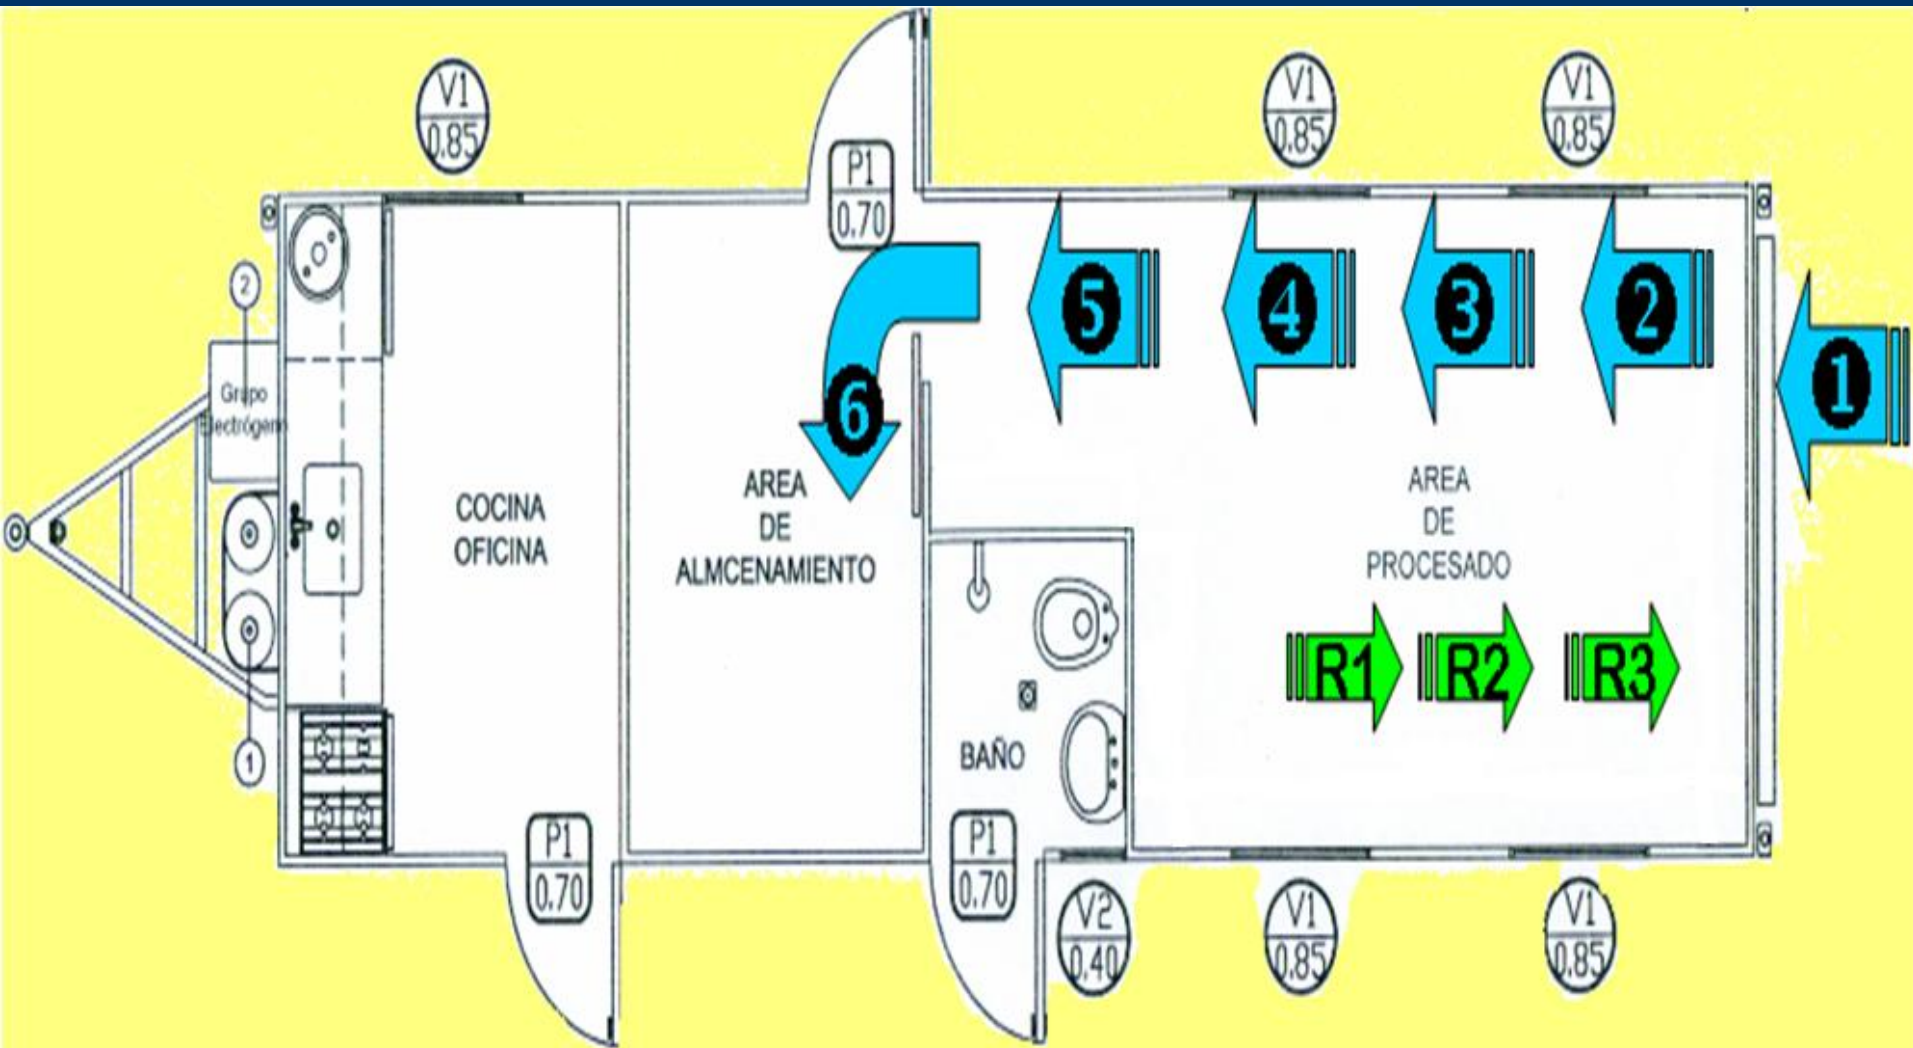 V1
0.85
V1
0.85
V1
0.85
P1
0.70
2
Grupo
Electrógeno
5
4
3
2
1
6
COCINA
OFICINA
AREA
DE
ALMCENAMIENTO
AREA
DE
PROCESADO
R1
R2
R3
BAÑO
1
P1
0.70
P1
0.70
V2
0.40
V1
0.85
V1
0.85